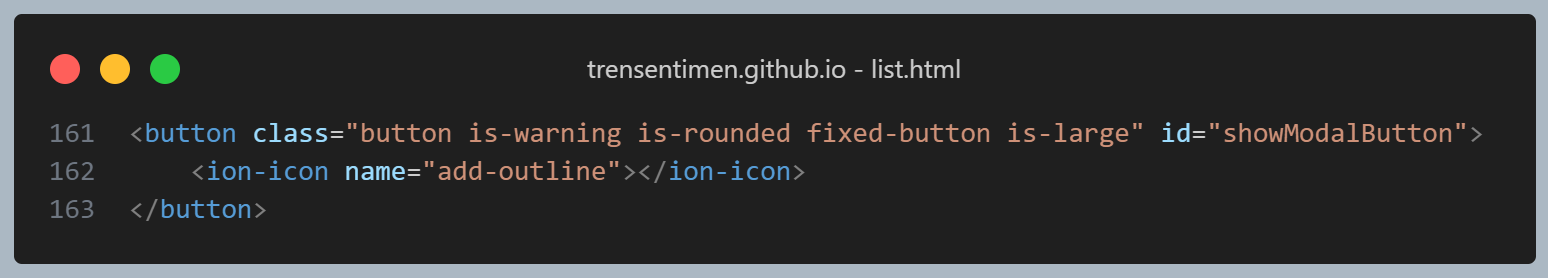 trensentimen.github.io - list.html
161 <button class="button is-warning is-rounded fixed-button is-large" id="showModalButton">
162     <ion-icon name="add-outline"></ion-icon>
163 </button>